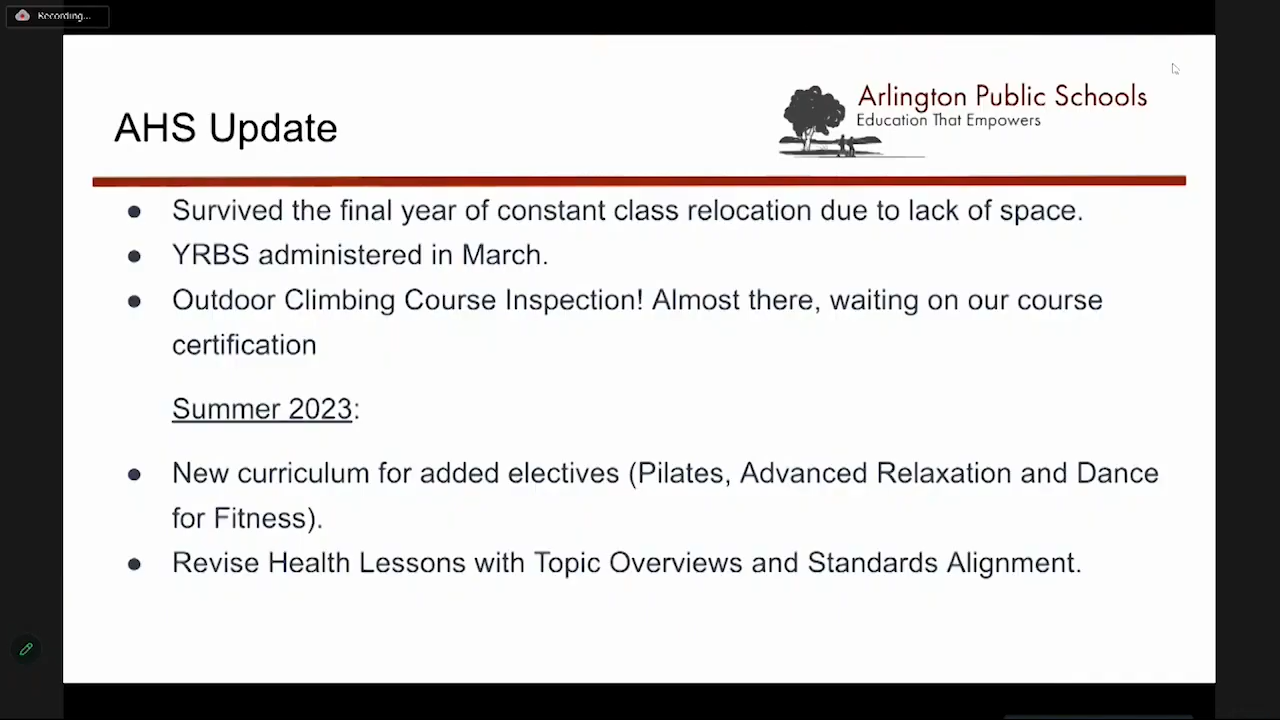 Recording...
AHS Update
Arlington Public Schools
Education That Empowers
● Survived the final year of constant class relocation due to lack of space.
● YRBS administered in March.
● Outdoor Climbing Course Inspection! Almost there, waiting on our course
certification
Summer 2023:
● New curriculum for added electives (Pilates, Advanced Relaxation and Dance
for Fitness).
● Revise Health Lessons with Topic Overviews and Standards Alignment.